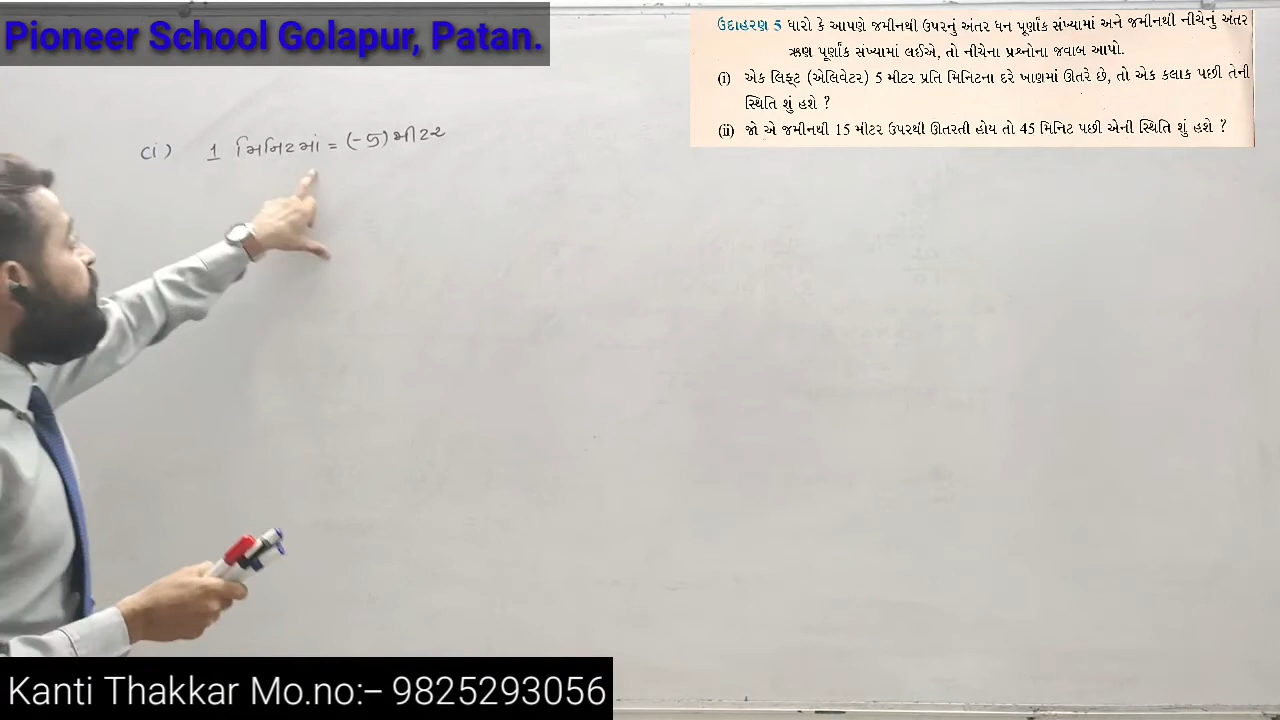 Pioneer School Golapur, Patan.
ઉદાહરણ 5 ધારો કે આપણે જમીનથી ઉપરનું અંતર ધન પૂર્ણાંક સંખ્યામાં અને જમીનથી નીચેનું અંતર
ઋણ પૂર્ણાંક સંખ્યામાં લઈએ, તો નીચેના પ્રશ્નોના જવાબ આપો.
(i) એક લિફ્ટ (એલિવેટર) 5 મીટર પ્રતિ મિનિટના દરે ખાણમાં ઊતરે છે, તો એક કલાક પછી તેની
સ્થિતિ શું હશે ?
(ii) જો એ જમીનથી 15 મીટર ઉપરથી ઊતરતી હોય તો 45 મિનિટ પછી એની સ્થિતિ શું હશે ?
(i) 1 મિનિટમાં = (-5) મીટર
Kanti Thakkar Mo.no:– 9825293056